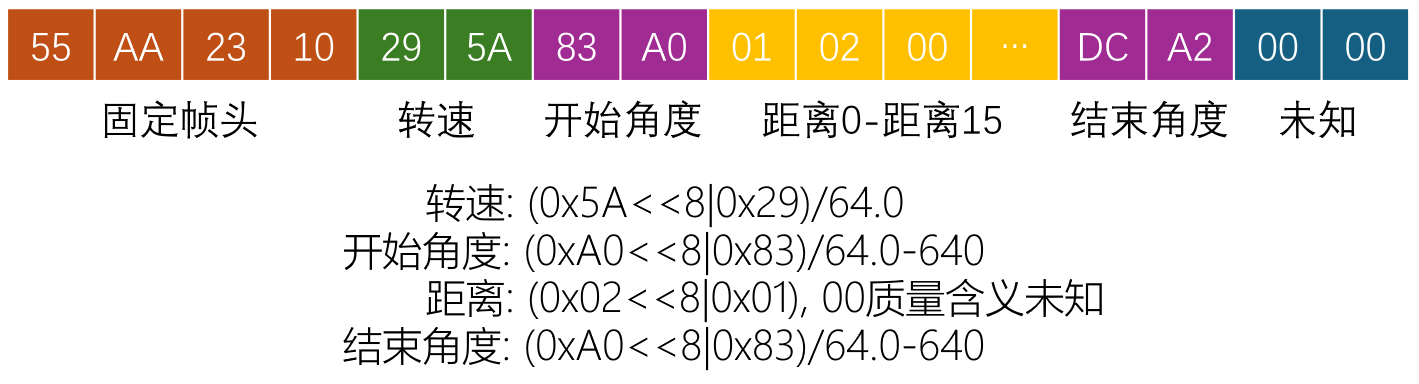 55 AA 23 10 29 5A 83 A0 01 02 00 ... DC A2 00 00
固定帧头 转速 开始角度 距离0-距离15 结束角度 未知
转速: (0x5A<<8|0x29)/64.0
开始角度: (0xA0<<8|0x83)/64.0-640
距离: (0x02<<8|0x01), 00质量含义未知
结束角度: (0xA0<<8|0x83)/64.0-640